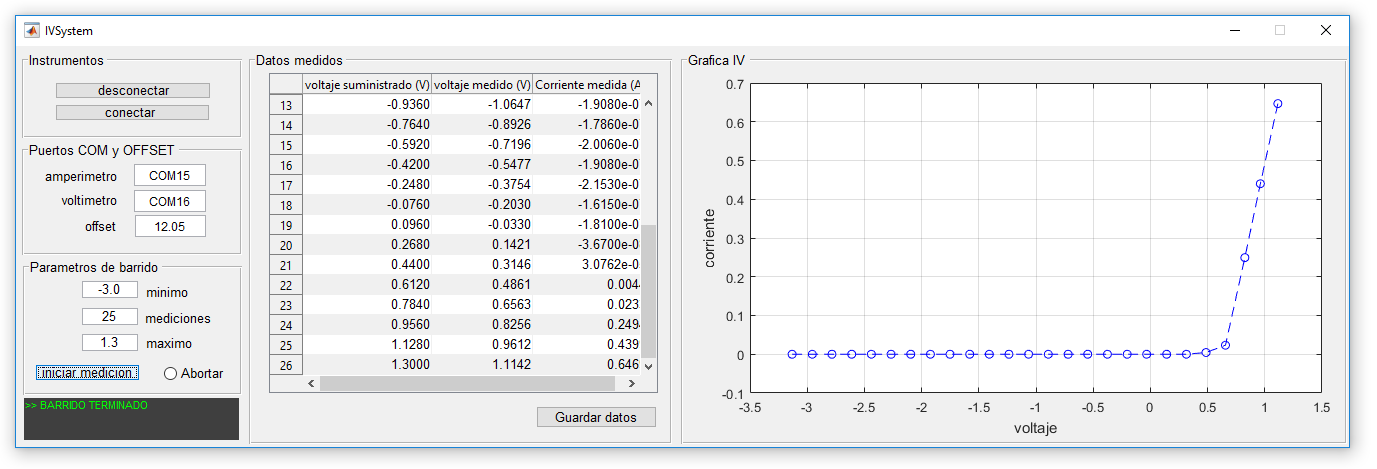 IVSystem
Instrumentos
desconectar
conectar
Puertos COM y OFFSET
amperimetro COM15
voltimetro COM16
offset 12.05
Parametros de barrido
-3.0 minimo
25 mediciones
1.3 maximo
iniciar medicion Abortar
>> BARRIDO TERMINADO
Datos medidos
voltaje suministrado (V) voltaje medido (V) Corriente medida (A
13 -0.9360 -1.0647 -1.9080e-0
14 -0.7640 -0.8926 -1.7860e-0
15 -0.5920 -0.7196 -2.0060e-0
16 -0.4200 -0.5477 -1.9080e-0
17 -0.2480 -0.3754 -2.1530e-0
18 -0.0760 -0.2030 -1.6150e-0
19 0.0960 -0.0330 -1.8100e-0
20 0.2680 0.1421 -3.6700e-0
21 0.4400 0.3146 3.0762e-0
22 0.6120 0.4861 0.004
23 0.7840 0.6563 0.023
24 0.9560 0.8256 0.249
25 1.1280 0.9612 0.439
26 1.3000 1.1142 0.646
Guardar datos
Grafica IV
0.7
0.6
0.5
0.4
0.3
0.2
0.1
0
-0.1
corriente
-3.5 -3 -2.5 -2 -1.5 -1 -0.5 0 0.5 1 1.5
voltaje